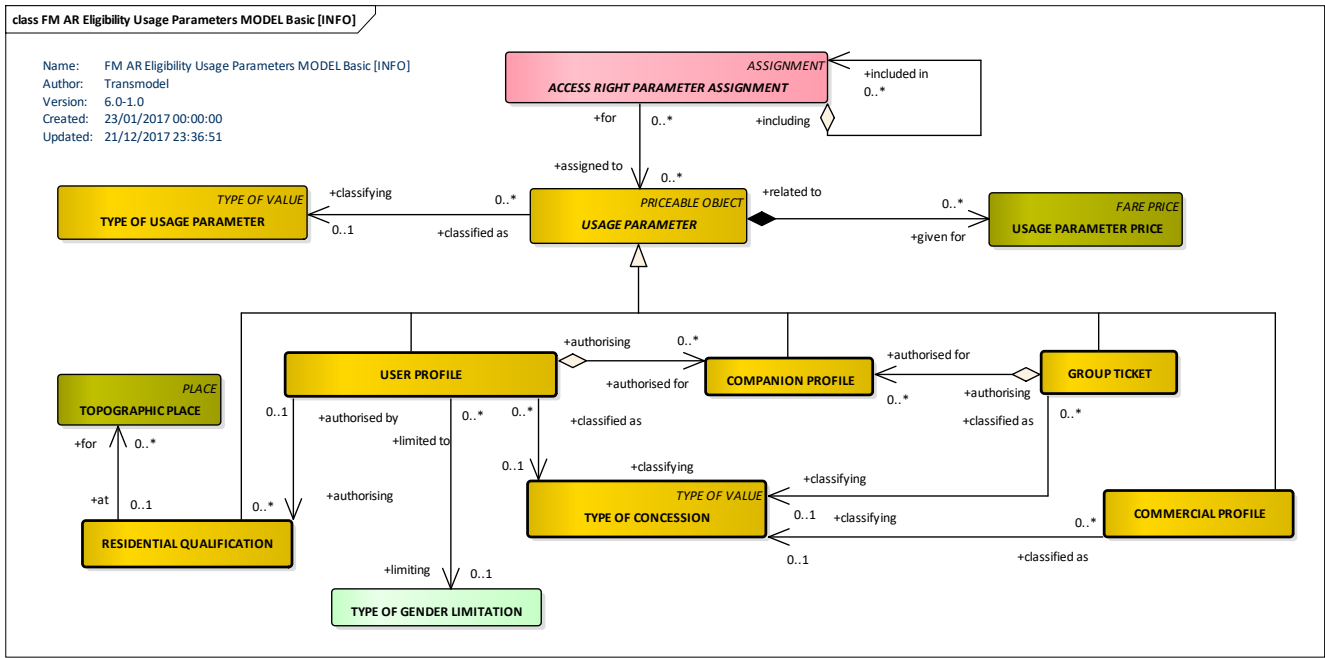 class FM AR Eligibility Usage Parameters MODEL Basic [INFO]
Name: FM AR Eligibility Usage Parameters MODEL Basic [INFO]
Author: Transmodel
Version: 6.0-1.0
Created: 23/01/2017 00:00:00
Updated: 21/12/2017 23:36:51
ASSIGNMENT
ACCESS RIGHT PARAMETER ASSIGNMENT
+included in
0..*
+including
+for
0..*
+assigned to
0..*
TYPE OF VALUE
TYPE OF USAGE PARAMETER
+classifying
0..1
0..*
+classified as
PRICEABLE OBJECT
USAGE PARAMETER
+related to
0..*
+given for
FARE PRICE
USAGE PARAMETER PRICE
USER PROFILE
+authorising
0..*
+authorised for
COMPANION PROFILE
+authorised for
0..*
+authorising
GROUP TICKET
PLACE
TOPOGRAPHIC PLACE
+for
0..*
+at
0..1
0..1
+authorised by
+authorising
0..*
RESIDENTIAL QUALIFICATION
0..*
+limited to
+limiting
0..1
TYPE OF GENDER LIMITATION
0..*
+classified as
0..1
+classifying
TYPE OF VALUE
TYPE OF CONCESSION
+classified as
0..*
+classifying
0..1
+classifying
0..1
0..*
+classified as
COMMERCIAL PROFILE